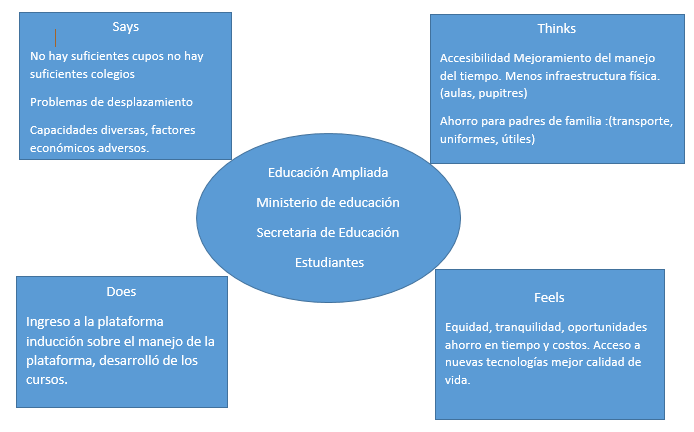 Says
No hay suficientes cupos no hay
suficientes colegios
Problemas de desplazamiento
Capacidades diversas, factores
económicos adversos.
Thinks
Accesibilidad Mejoramiento del manejo
del tiempo. Menos infraestructura física.
(aulas, pupitres)
Ahorro para padres de familia :(transporte,
uniformes, útiles)
Educación Ampliada
Ministerio de educación
Secretaria de Educación
Estudiantes
Does
Ingreso a la plataforma
inducción sobre el manejo de la
plataforma, desarrolló de los
cursos.
Feels
Equidad, tranquilidad, oportunidades
ahorro en tiempo y costos. Acceso a
nuevas tecnologías mejor calidad de
vida.